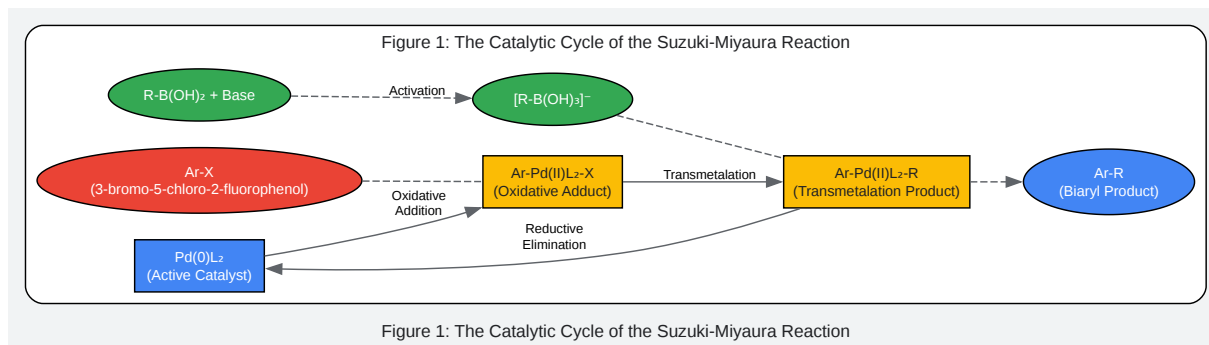 Figure 1: The Catalytic Cycle of the Suzuki-Miyaura Reaction
R-B(OH)₂ + Base
Activation
[R-B(OH)₃]⁻
Ar-X
(3-bromo-5-chloro-2-fluorophenol)
Oxidative
Addition
Ar-Pd(II)L₂-X
(Oxidative Adduct)
Transmetalation
Ar-Pd(II)L₂-R
(Transmetalation Product)
Ar-R
(Biaryl Product)
Reductive
Elimination
Pd(0)L₂
(Active Catalyst)
Figure 1: The Catalytic Cycle of the Suzuki-Miyaura Reaction